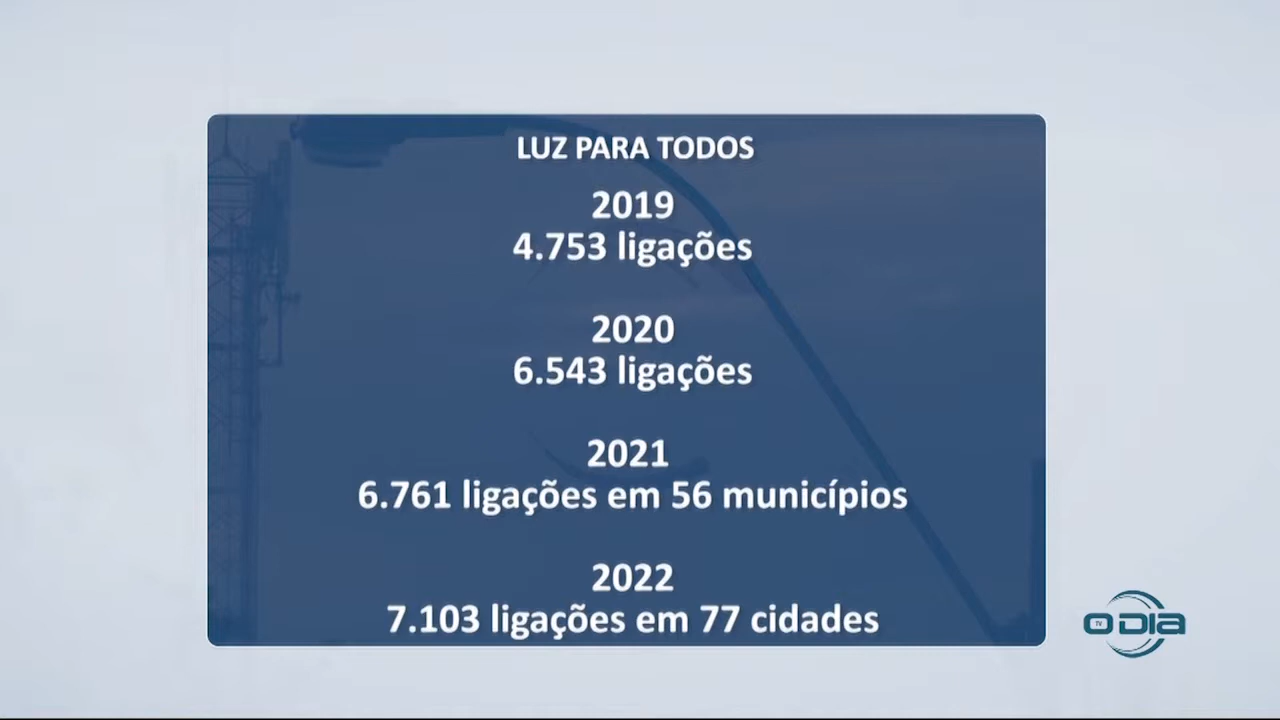 LUZ PARA TODOS
2019
4.753 ligações
2020
6.543 ligações
2021
6.761 ligações em 56 municípios
2022
7.103 ligações em 77 cidades
TV
O DIA